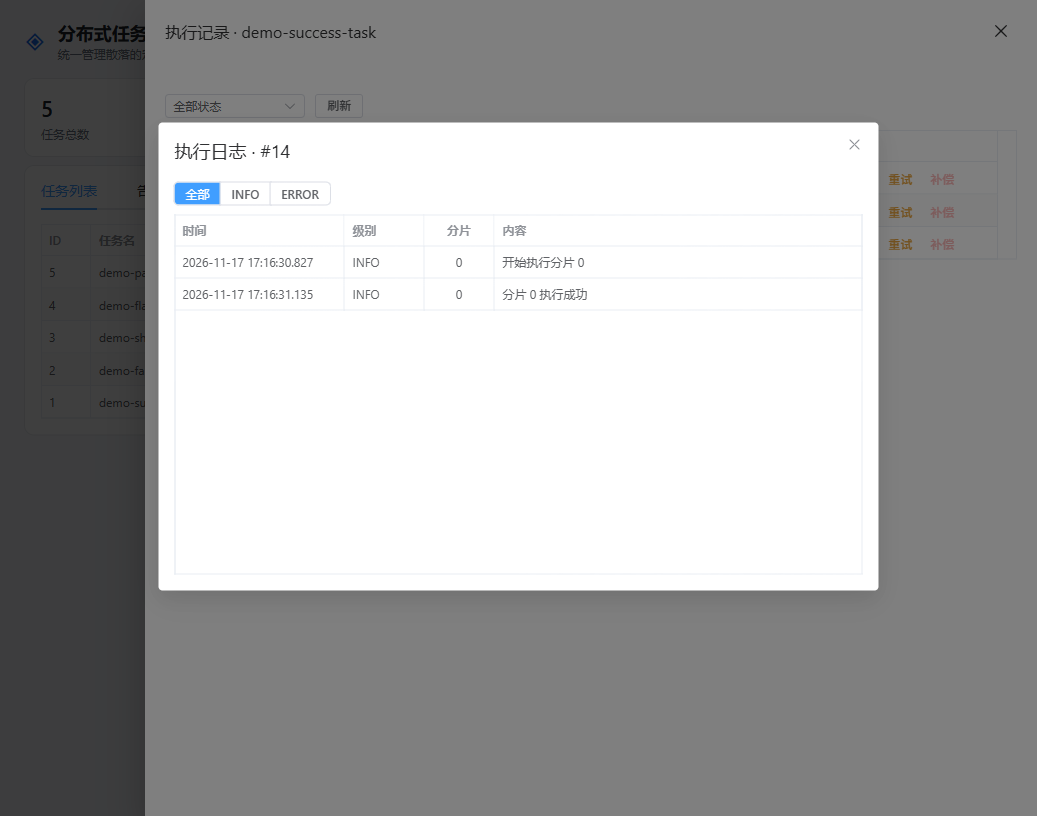 分布式任务
统一管理散落的
执行记录 · demo-success-task
5
任务总数
全部状态
刷新
任务列表
执行日志 · #14
全部 INFO ERROR
时间 级别 分片 内容
2026-11-17 17:16:30.827 INFO 0 开始执行分片 0
2026-11-17 17:16:31.135 INFO 0 分片 0 执行成功
重试 补偿
重试 补偿
重试 补偿
ID 任务名
5 demo-pa
4 demo-fla
3 demo-sh
2 demo-fa
1 demo-su